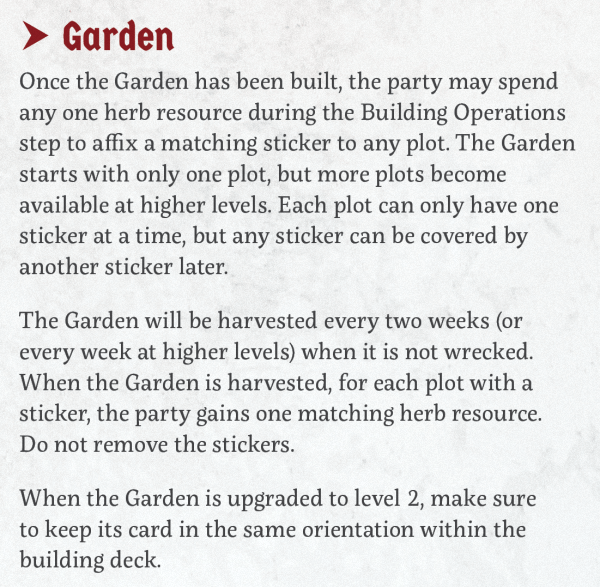 Garden
Once the Garden has been built, the party may spend
any one herb resource during the Building Operations
step to affix a matching sticker to any plot. The Garden
starts with only one plot, but more plots become
available at higher levels. Each plot can only have one
sticker at a time, but any sticker can be covered by
another sticker later.
The Garden will be harvested every two weeks (or
every week at higher levels) when it is not wrecked.
When the Garden is harvested, for each plot with a
sticker, the party gains one matching herb resource.
Do not remove the stickers.
When the Garden is upgraded to level 2, make sure
to keep its card in the same orientation within the
building deck.